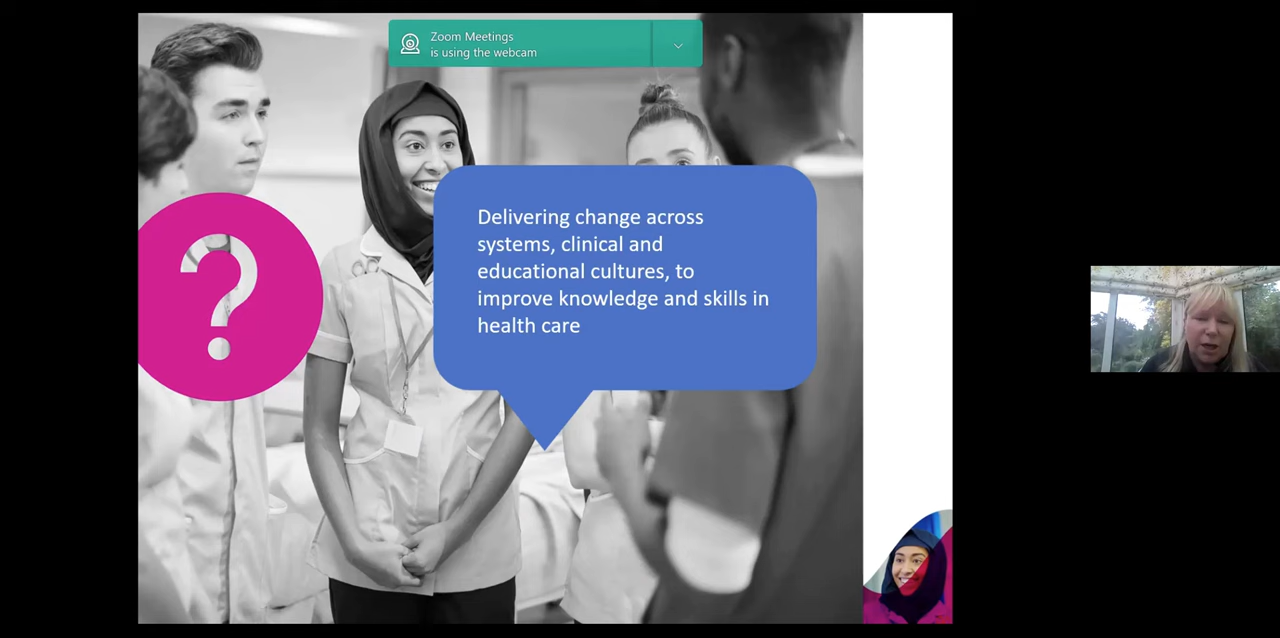 Zoom Meetings
is using the webcam
Delivering change across
systems, clinical and
educational cultures, to
improve knowledge and skills in
health care
?